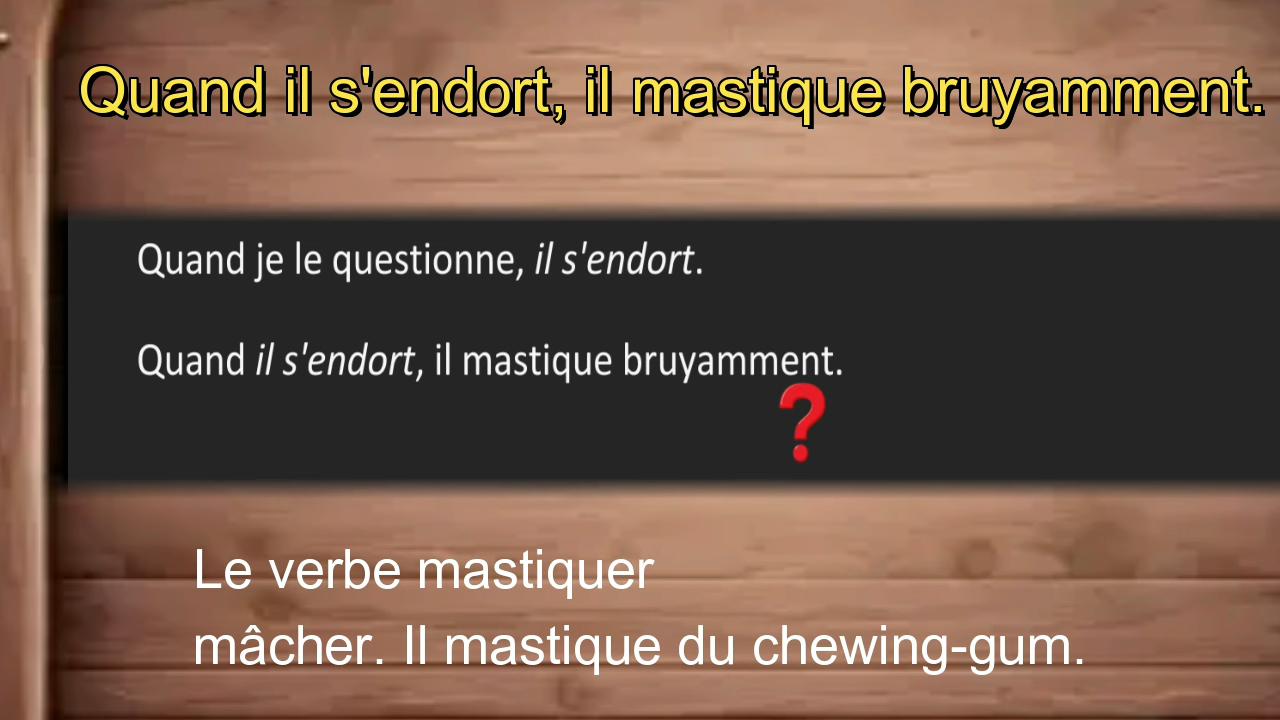 Quand il s'endort, il mastique bruyamment.
Quand je le questionne, il s'endort.
Quand il s'endort, il mastique bruyamment.
Le verbe mastiquer
mâcher. Il mastique du chewing-gum.